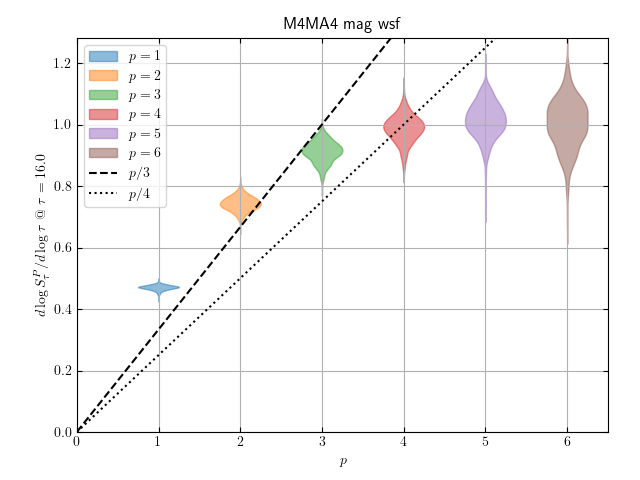 M4MA4 mag wsf
d log S_τ^P / d log τ @ τ = 16.0
1.2
1.0
0.8
0.6
0.4
0.2
0.0
p = 1
p = 2
p = 3
p = 4
p = 5
p = 6
p/3
p/4
0 1 2 3 4 5 6
p